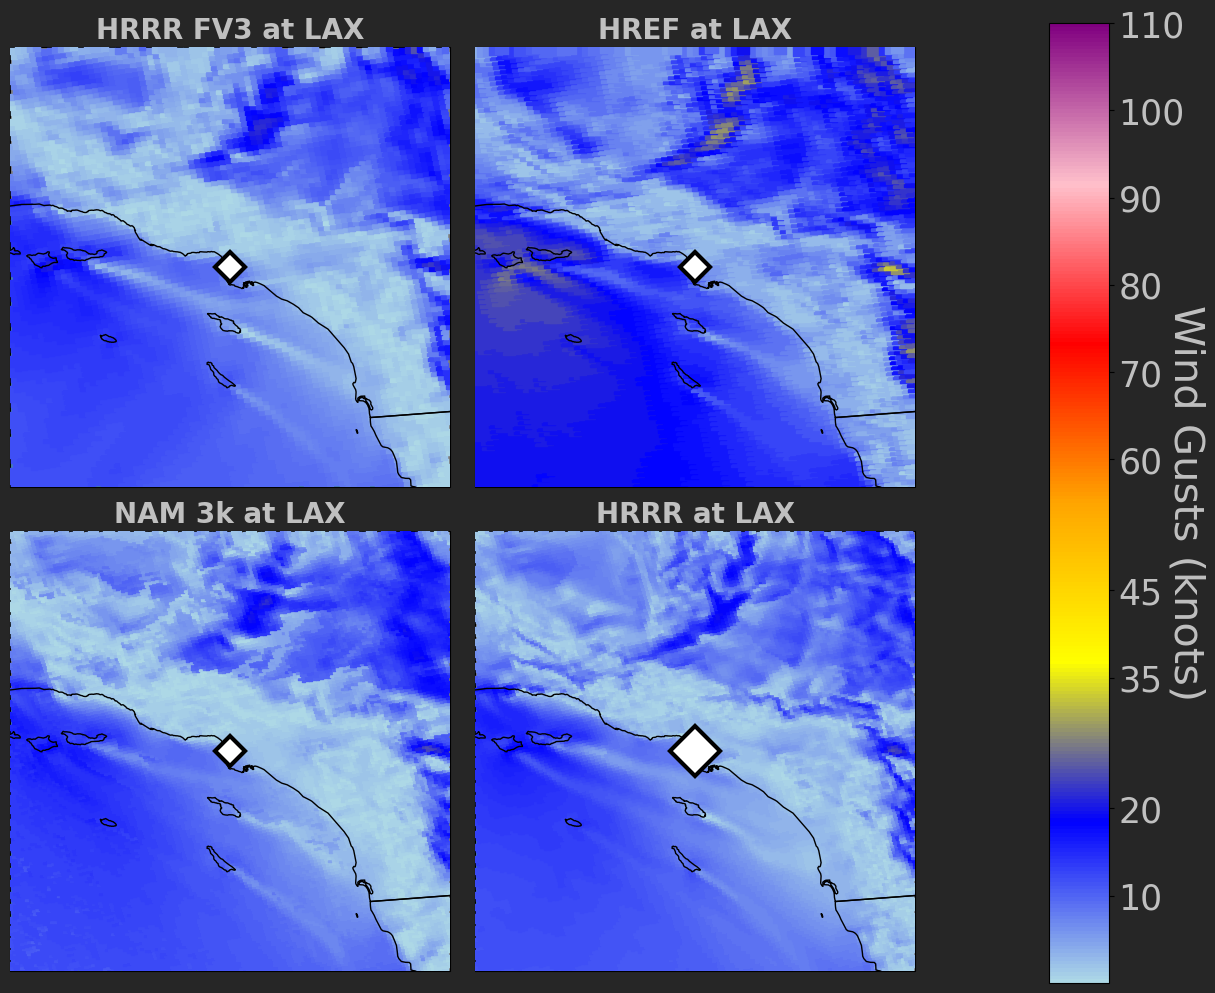 HRRR FV3 at LAX
HREF at LAX
NAM 3k at LAX
HRRR at LAX
110
100
90
80
70
60
45
35
20
10
Wind Gusts (knots)